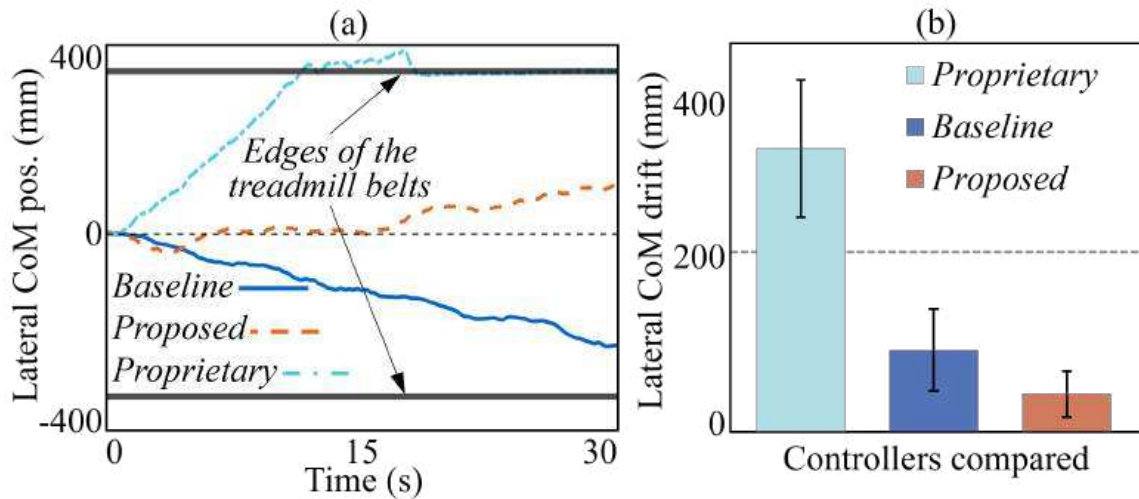 (a)
Lateral CoM pos. (mm)
400
0
-400
Edges of the
treadmill belts
Baseline
Proposed
Proprietary
0
15
30
Time (s)
(b)
Lateral CoM drift (mm)
400
200
0
Proprietary
Baseline
Proposed
Controllers compared